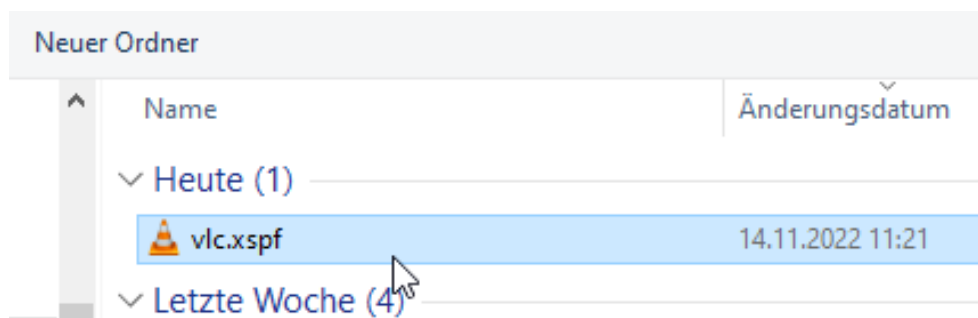 Neuer Ordner
Name Änderungsdatum
Heute (1)
vlc.xspf 14.11.2022 11:21
Letzte Woche (4)